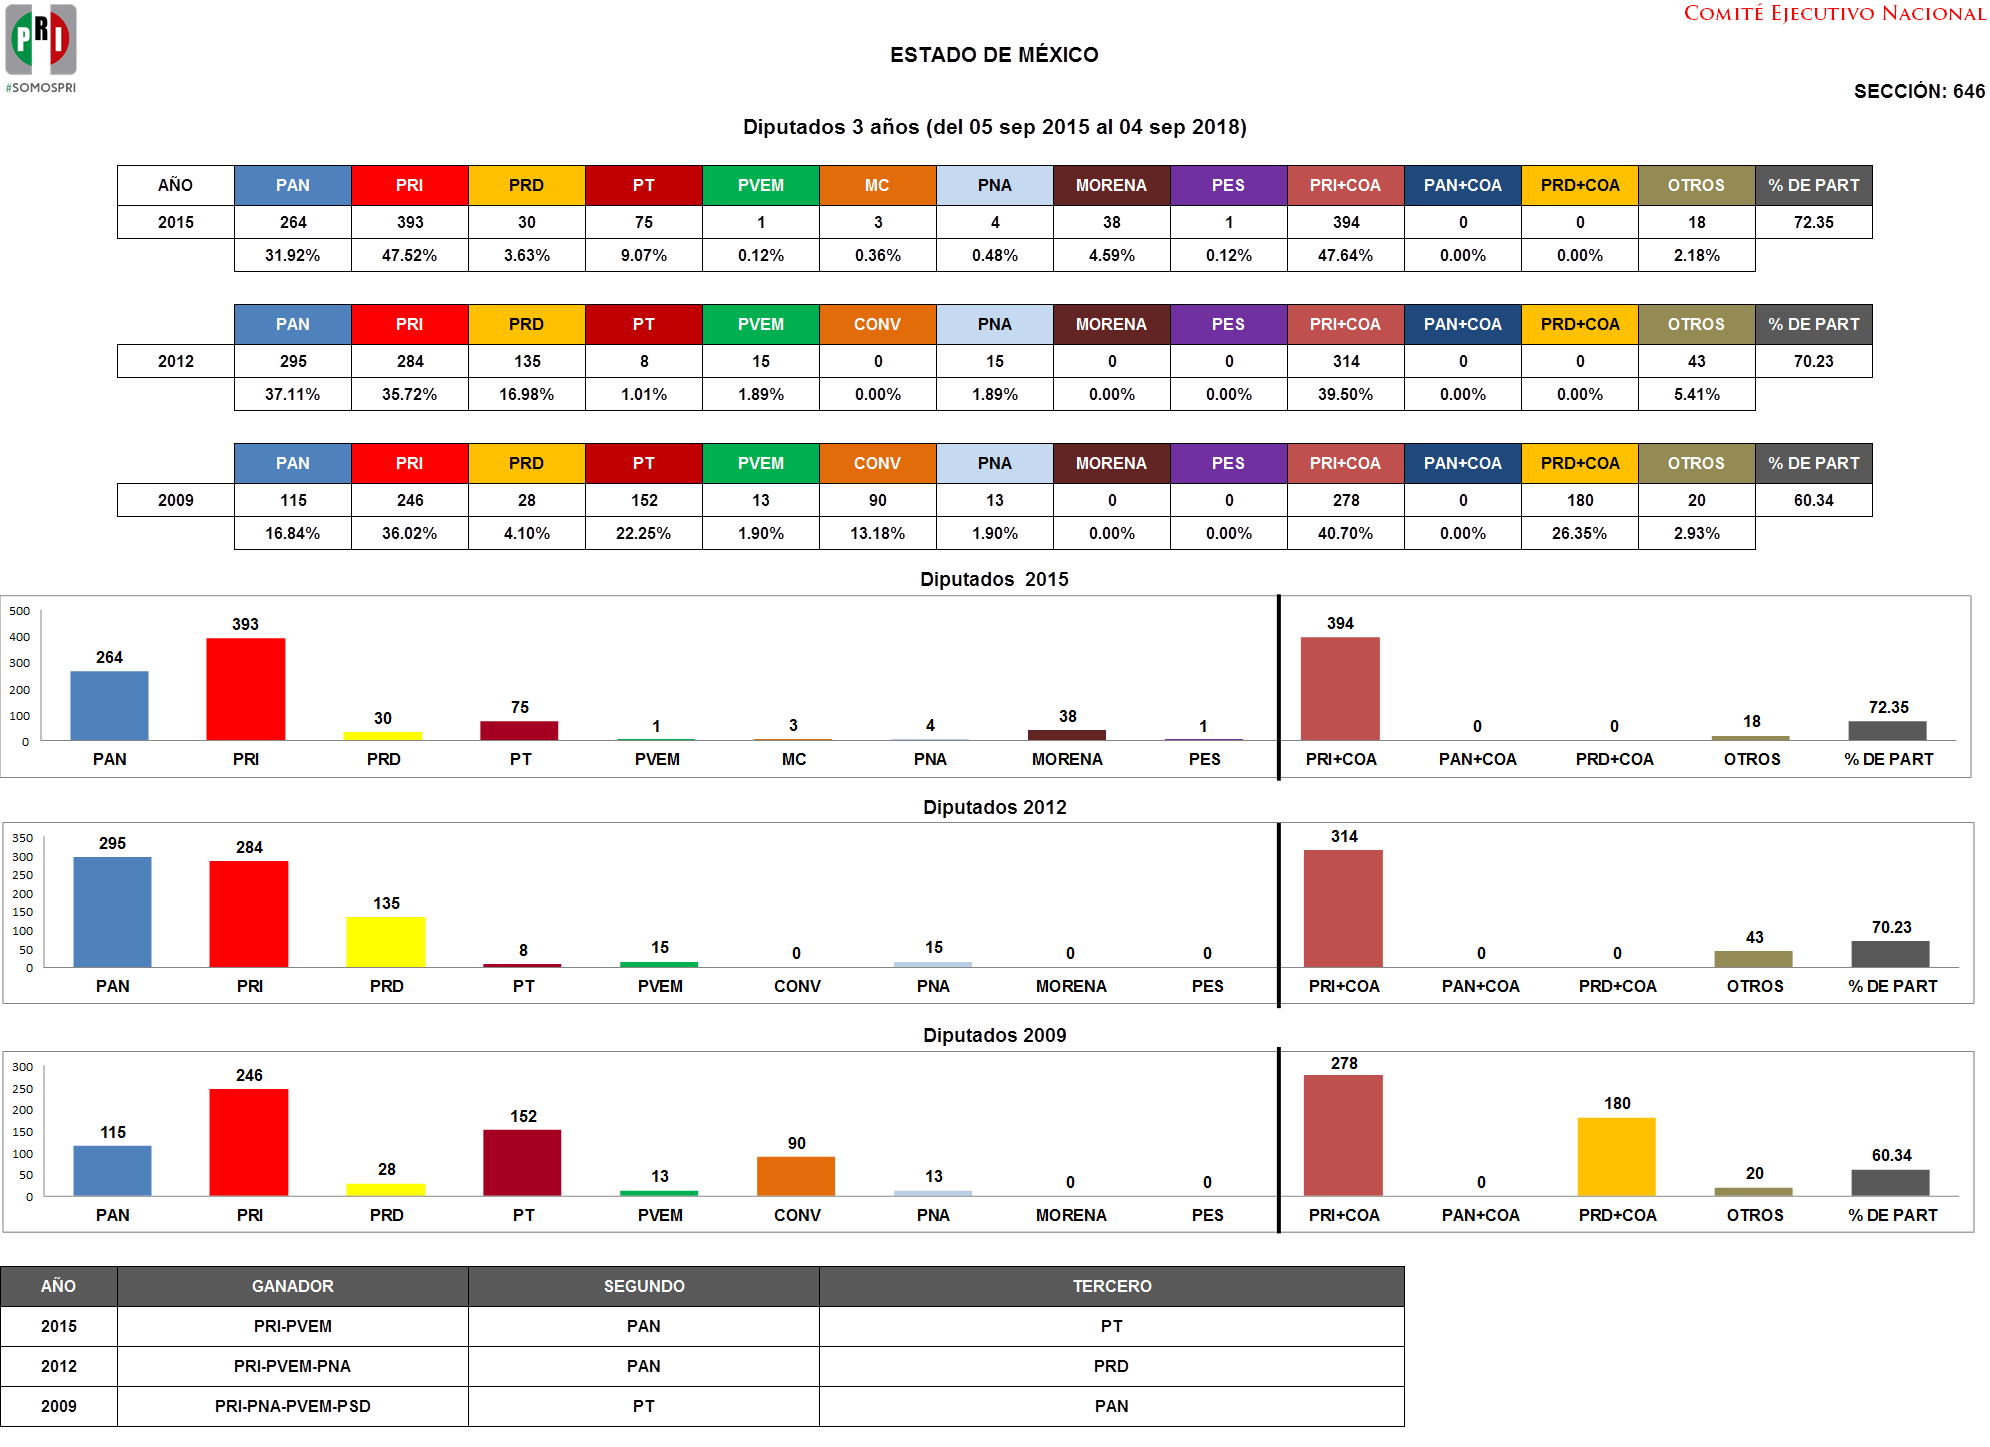 PRI
#SOMOSPRI
COMITÉ EJECUTIVO NACIONAL
ESTADO DE MÉXICO
SECCIÓN: 646
Diputados 3 años (del 05 sep 2015 al 04 sep 2018)
AÑO PAN PRI PRD PT PVEM MC PNA MORENA PES PRI+COA PAN+COA PRD+COA OTROS % DE PART
2015 264 393 30 75 1 3 4 38 1 394 0 0 18 72.35
31.92% 47.52% 3.63% 9.07% 0.12% 0.36% 0.48% 4.59% 0.12% 47.64% 0.00% 0.00% 2.18%
PAN PRI PRD PT PVEM CONV PNA MORENA PES PRI+COA PAN+COA PRD+COA OTROS % DE PART
2012 295 284 135 8 15 0 15 0 0 314 0 0 43 70.23
37.11% 35.72% 16.98% 1.01% 1.89% 0.00% 1.89% 0.00% 0.00% 39.50% 0.00% 0.00% 5.41%
PAN PRI PRD PT PVEM CONV PNA MORENA PES PRI+COA PAN+COA PRD+COA OTROS % DE PART
2009 115 246 28 152 13 90 13 0 0 278 0 180 20 60.34
16.84% 36.02% 4.10% 22.25% 1.90% 13.18% 1.90% 0.00% 0.00% 40.70% 0.00% 26.35% 2.93%
Diputados 2015
500
400
300
200
100
0
264 393 30 75 1 3 4 38 1 394 0 0 18 72.35
PAN PRI PRD PT PVEM MC PNA MORENA PES PRI+COA PAN+COA PRD+COA OTROS % DE PART
Diputados 2012
350
300
250
200
150
100
50
0
295 284 135 8 15 0 15 0 0 314 0 0 43 70.23
PAN PRI PRD PT PVEM CONV PNA MORENA PES PRI+COA PAN+COA PRD+COA OTROS % DE PART
Diputados 2009
300
250
200
150
100
50
0
115 246 28 152 13 90 13 0 0 278 0 180 20 60.34
PAN PRI PRD PT PVEM CONV PNA MORENA PES PRI+COA PAN+COA PRD+COA OTROS % DE PART
AÑO GANADOR SEGUNDO TERCERO
2015 PRI-PVEM PAN PT
2012 PRI-PVEM-PNA PAN PRD
2009 PRI-PNA-PVEM-PSD PT PAN